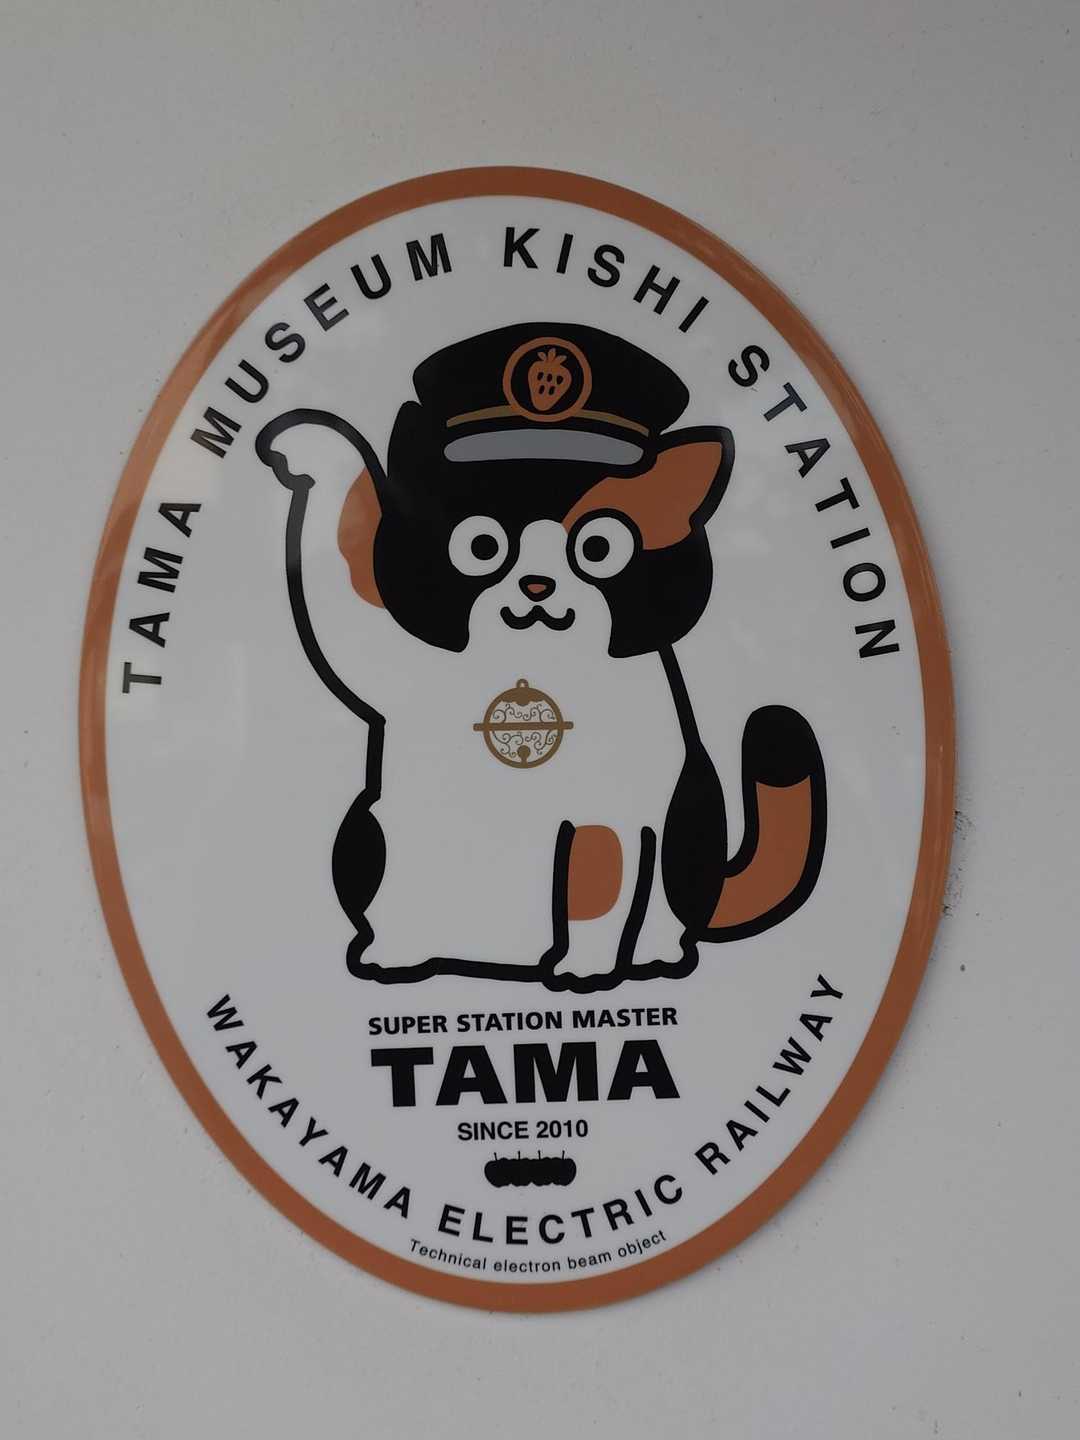 TAMA MUSEUM KISHI STATION
SUPER STATION MASTER
TAMA
SINCE 2010
WAKAYAMA ELECTRIC RAILWAY
Technical electron beam object